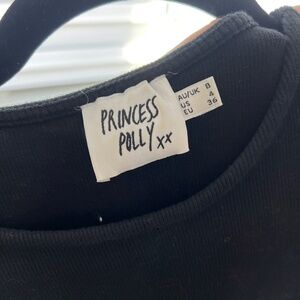 PRINCESS
POLLY xx
AU/UK 8
US 4
EU 36